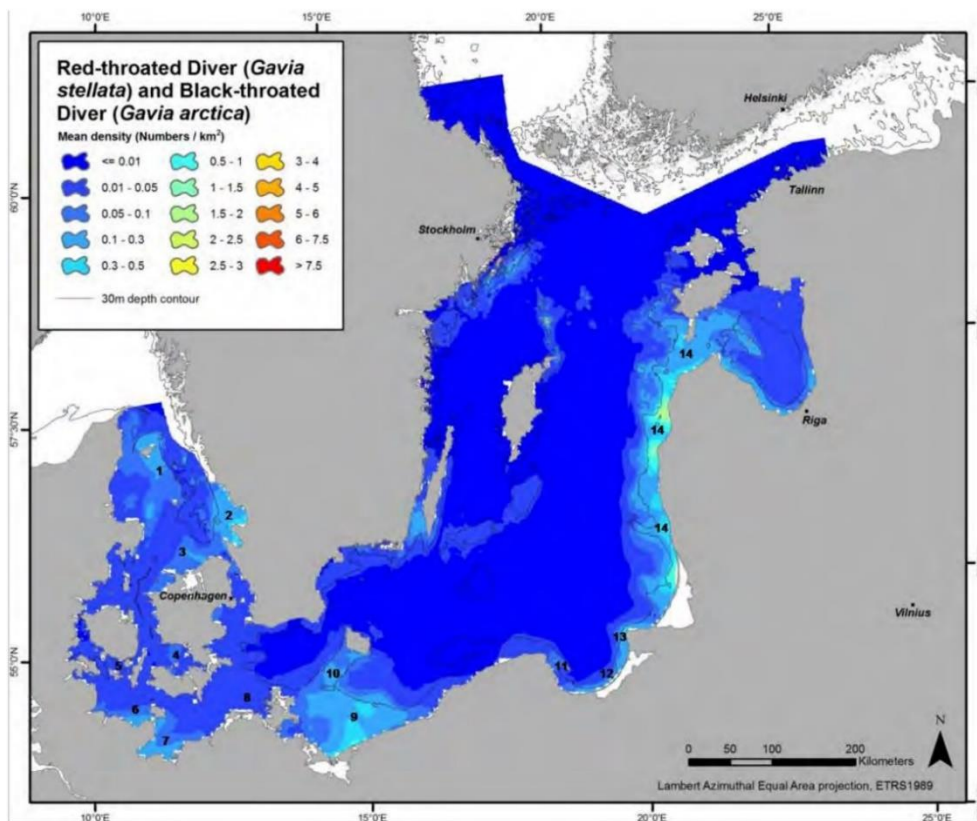 10°0'E 15°0'E 20°0'E 25°0'E
Red-throated Diver (Gavia
stellata) and Black-throated
Diver (Gavia arctica)
Mean density (Numbers / km²)
<= 0.01 0.5 - 1 3 - 4
0.01 - 0.05 1 - 1.5 4 - 5
0.05 - 0.1 1.5 - 2 5 - 6
0.1 - 0.3 2 - 2.5 6 - 7.5
0.3 - 0.5 2.5 - 3 > 7.5
30m depth contour
Helsinki
Tallinn
60°0'N
Stockholm
14
57°30'N
Riga
14
1
2
14
3
Copenhagen
Vilnius
13
55°0'N
4
5
10
11
12
8
6
9
7
N
0 50 100 200
Kilometers
Lambert Azimuthal Equal Area projection, ETRS1989
10°0'E 15°0'E 20°0'E 25°0'E